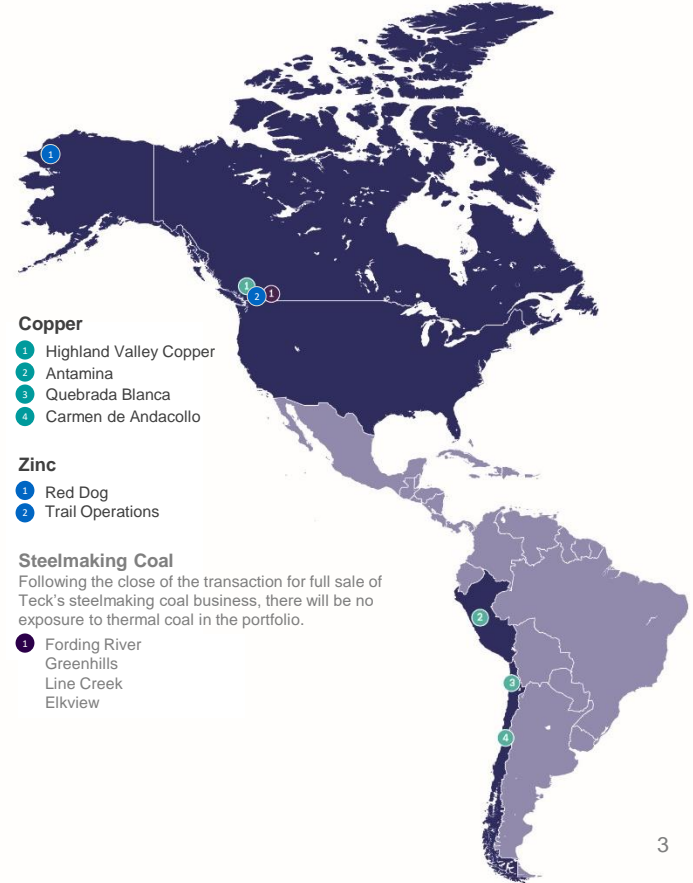 1
1
2
1
Copper
1 Highland Valley Copper
2 Antamina
3 Quebrada Blanca
4 Carmen de Andacollo
Zinc
1 Red Dog
2 Trail Operations
Steelmaking Coal
Following the close of the transaction for full sale of
Teck's steelmaking coal business, there will be no
exposure to thermal coal in the portfolio.
1 Fording River
Greenhills
Line Creek
Elkview
2
3
4
3